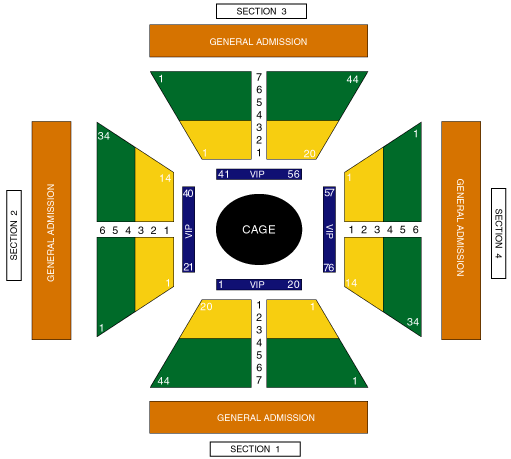 SECTION 3
GENERAL ADMISSION
1 7 44
6
5
4
3
2
1 1 20
41 VIP 56
34
14
6 5 4 3 2 1
1
1
SECTION 2
GENERAL ADMISSION
40
VIP
21
CAGE
57
VIP
76
1
1
1 2 3 4 5 6
14
34
GENERAL ADMISSION
SECTION 4
1 VIP 20
20 1 1
2
3
4
5
6
44 7 1
GENERAL ADMISSION
SECTION 1